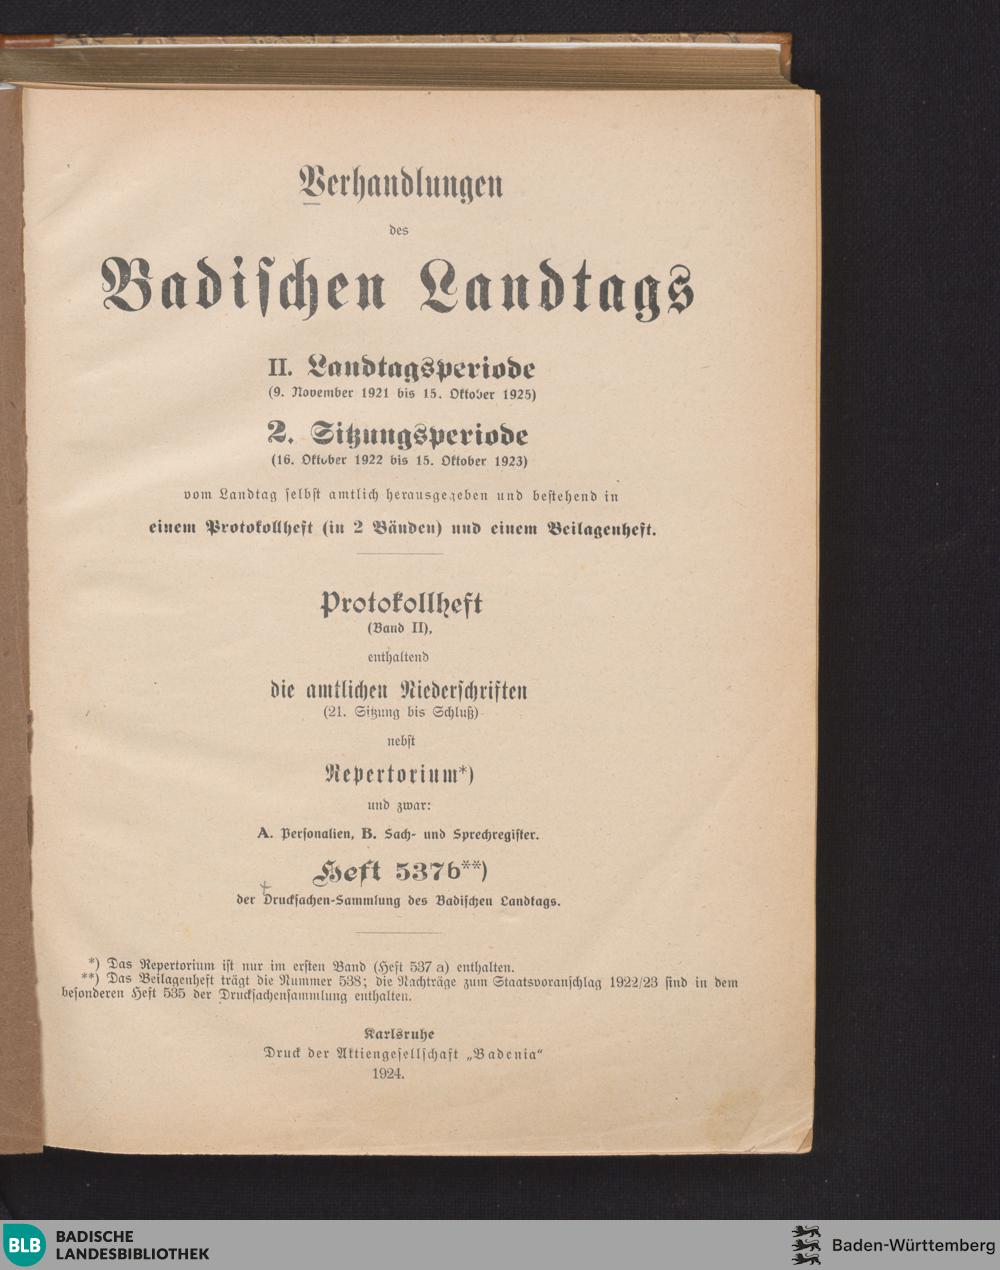 Verhandlungen
des
Badischen Landtags
II. Landtagsperiode
(9. November 1921 bis 15. Oktober 1925)
2. Sitzungsperiode
(16. Oktober 1922 bis 15. Oktober 1923)
vom Landtag selbst amtlich herausgegeben und bestehend in
einem Protokollheft (in 2 Bänden) und einem Beilagenheft.
Protokollheft
(Band II),
enthaltend
die amtlichen Niederschriften
(21. Sitzung bis Schluß)
nebst
Repertorium*)
und zwar:
A. Personalien, B. Sach- und Sprechregister.
Heft 537b**)
der Drucksachen-Sammlung des Badischen Landtags.
*) Das Repertorium ist nur im ersten Band (Heft 537 a) enthalten.
**) Das Beilagenheft trägt die Nummer 538; die Nachträge zum Staatsvoranschlag 1922/23 sind in dem
besonderen Heft 535 der Drucksachensammlung enthalten.
Karlsruhe
Druck der Aktiengesellschaft „Badenia"
1924.
BLB BADISCHE
LANDESBIBLIOTHEK
Baden-Württemberg